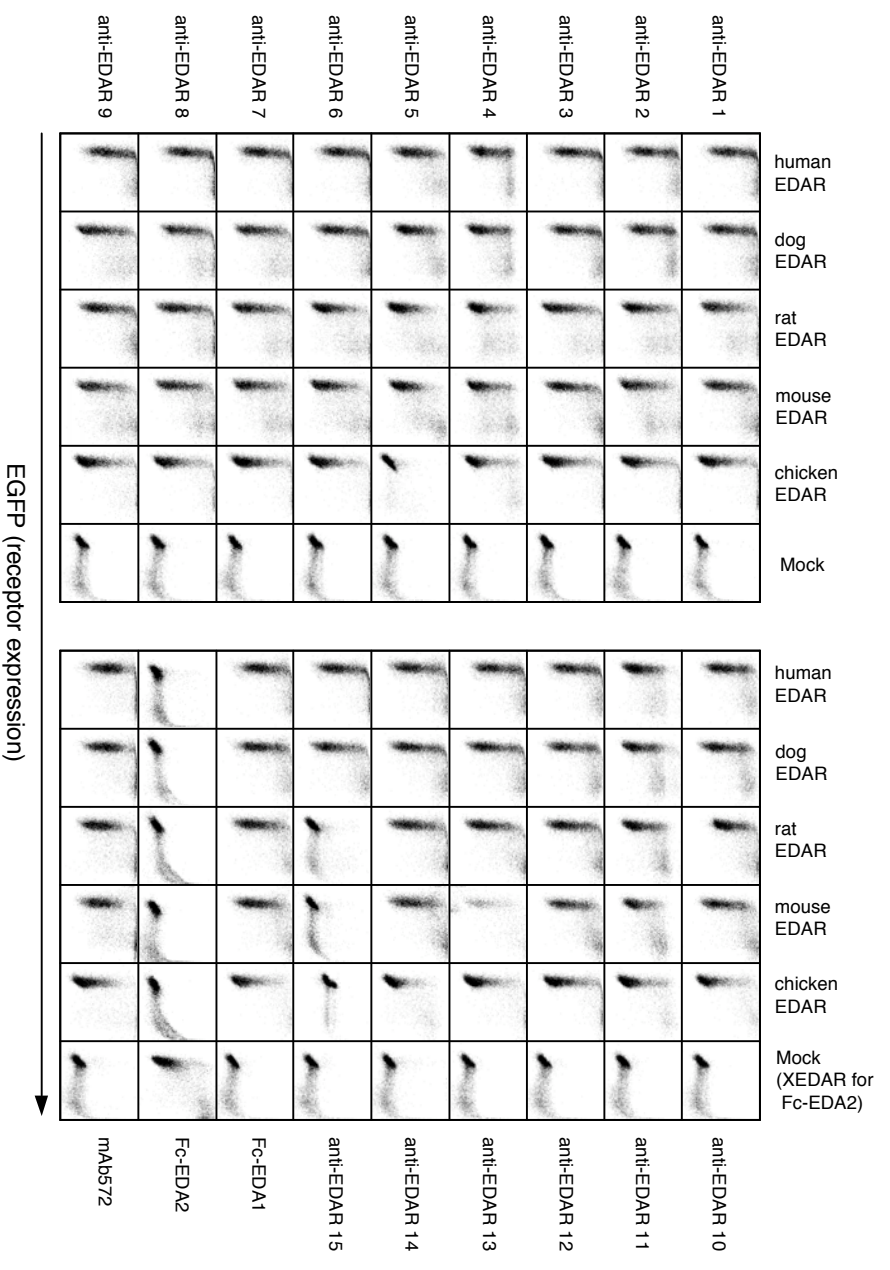 anti-EDAR 9
anti-EDAR 8
anti-EDAR 7
anti-EDAR 6
anti-EDAR 5
anti-EDAR 4
anti-EDAR 3
anti-EDAR 2
anti-EDAR 1
human
EDAR
dog
EDAR
rat
EDAR
mouse
EDAR
chicken
EDAR
Mock
EGFP (receptor expression)
human
EDAR
dog
EDAR
rat
EDAR
mouse
EDAR
chicken
EDAR
Mock
(XEDAR for
Fc-EDA2)
mAb572
Fc-EDA2
Fc-EDA1
anti-EDAR 15
anti-EDAR 14
anti-EDAR 13
anti-EDAR 12
anti-EDAR 11
anti-EDAR 10